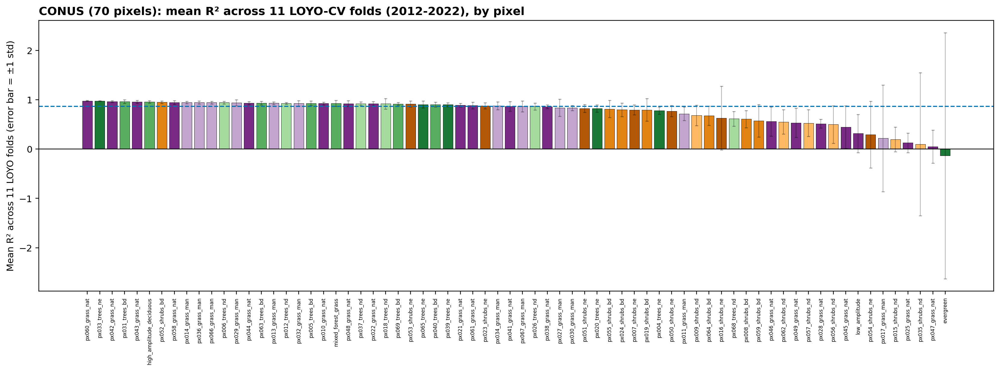 CONUS (70 pixels): mean R² across 11 LOYO-CV folds (2012-2022), by pixel
Mean R² across 11 LOYO folds (error bar = ±1 std)
2
1
0
−1
−2
px060_grass_nat
px033_trees_ne
px042_grass_nat
px031_trees_bd
px043_grass_nat
high_amplitude_deciduous
px052_shrubs_bd
px058_grass_nat
px014_grass_man
px036_grass_man
px066_grass_man
px006_trees_nd
px029_grass_man
px044_grass_nat
px063_trees_bd
px013_grass_man
px012_trees_nd
px032_grass_man
px005_trees_bd
px010_grass_nat
mixed_forest_grass
px048_grass_nat
px037_trees_nd
px022_grass_nat
px018_trees_nd
px069_trees_bd
px053_shrubs_ne
px065_trees_ne
px040_trees_bd
px039_trees_ne
px021_grass_nat
px061_grass_nat
px023_shrubs_ne
px034_grass_man
px041_grass_nat
px067_grass_man
px026_trees_nd
px038_grass_nat
px027_grass_man
px030_grass_man
px051_shrubs_ne
px020_trees_ne
px055_shrubs_bd
px024_shrubs_bd
px007_shrubs_ne
px019_shrubs_bd
px004_trees_ne
px050_shrubs_ne
px011_grass_man
px009_shrubs_nd
px064_shrubs_bd
px016_shrubs_ne
px068_trees_nd
px008_shrubs_bd
px059_shrubs_bd
px046_grass_nat
px062_shrubs_nd
px049_grass_nat
px057_shrubs_nd
px028_grass_nat
px056_shrubs_nd
px045_grass_nat
low_amplitude
px054_shrubs_ne
px017_grass_man
px015_shrubs_nd
px025_grass_nat
px035_shrubs_nd
px047_grass_nat
evergreen